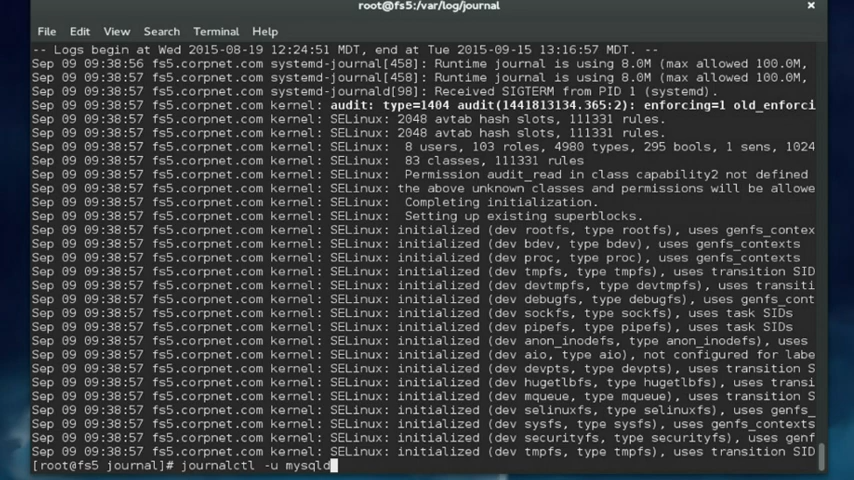 root@fs5:/var/log/journal
×
File Edit View Search Terminal Help
-- Logs begin at Wed 2015-08-19 12:24:51 MDT, end at Tue 2015-09-15 13:16:57 MDT. --
Sep 09 09:38:56 fs5.corpnet.com systemd-journal[458]: Runtime journal is using 8.0M (max allowed 100.0M,
Sep 09 09:38:57 fs5.corpnet.com systemd-journal[458]: Runtime journal is using 8.0M (max allowed 100.0M,
Sep 09 09:38:57 fs5.corpnet.com systemd-journald[98]: Received SIGTERM from PID 1 (systemd).
Sep 09 09:38:57 fs5.corpnet.com kernel: audit: type=1404 audit(1441813134.365:2): enforcing=1 old_enforci
Sep 09 09:38:57 fs5.corpnet.com kernel: SELinux: 2048 avtab hash slots, 111331 rules.
Sep 09 09:38:57 fs5.corpnet.com kernel: SELinux: 2048 avtab hash slots, 111331 rules.
Sep 09 09:38:57 fs5.corpnet.com kernel: SELinux:  8 users, 103 roles, 4980 types, 295 bools, 1 sens, 1024
Sep 09 09:38:57 fs5.corpnet.com kernel: SELinux:  83 classes, 111331 rules
Sep 09 09:38:57 fs5.corpnet.com kernel: SELinux:  Permission audit_read in class capability2 not defined
Sep 09 09:38:57 fs5.corpnet.com kernel: SELinux: the above unknown classes and permissions will be allowe
Sep 09 09:38:57 fs5.corpnet.com kernel: SELinux:  Completing initialization.
Sep 09 09:38:57 fs5.corpnet.com kernel: SELinux:  Setting up existing superblocks.
Sep 09 09:38:57 fs5.corpnet.com kernel: SELinux: initialized (dev rootfs, type rootfs), uses genfs_contex
Sep 09 09:38:57 fs5.corpnet.com kernel: SELinux: initialized (dev bdev, type bdev), uses genfs_contexts
Sep 09 09:38:57 fs5.corpnet.com kernel: SELinux: initialized (dev proc, type proc), uses genfs_contexts
Sep 09 09:38:57 fs5.corpnet.com kernel: SELinux: initialized (dev tmpfs, type tmpfs), uses transition SID
Sep 09 09:38:57 fs5.corpnet.com kernel: SELinux: initialized (dev devtmpfs, type devtmpfs), uses transiti
Sep 09 09:38:57 fs5.corpnet.com kernel: SELinux: initialized (dev debugfs, type debugfs), uses genfs_cont
Sep 09 09:38:57 fs5.corpnet.com kernel: SELinux: initialized (dev sockfs, type sockfs), uses task SIDs
Sep 09 09:38:57 fs5.corpnet.com kernel: SELinux: initialized (dev pipefs, type pipefs), uses task SIDs
Sep 09 09:38:57 fs5.corpnet.com kernel: SELinux: initialized (dev anon_inodefs, type anon_inodefs), uses
Sep 09 09:38:57 fs5.corpnet.com kernel: SELinux: initialized (dev aio, type aio), not configured for labe
Sep 09 09:38:57 fs5.corpnet.com kernel: SELinux: initialized (dev devpts, type devpts), uses transition S
Sep 09 09:38:57 fs5.corpnet.com kernel: SELinux: initialized (dev hugetlbfs, type hugetlbfs), uses transi
Sep 09 09:38:57 fs5.corpnet.com kernel: SELinux: initialized (dev mqueue, type mqueue), uses transition S
Sep 09 09:38:57 fs5.corpnet.com kernel: SELinux: initialized (dev selinuxfs, type selinuxfs), uses genfs_
Sep 09 09:38:57 fs5.corpnet.com kernel: SELinux: initialized (dev sysfs, type sysfs), uses genfs_contexts
Sep 09 09:38:57 fs5.corpnet.com kernel: SELinux: initialized (dev securityfs, type securityfs), uses genf
Sep 09 09:38:57 fs5.corpnet.com kernel: SELinux: initialized (dev tmpfs, type tmpfs), uses transition SID
[root@fs5 journal]# journalctl -u mysqld